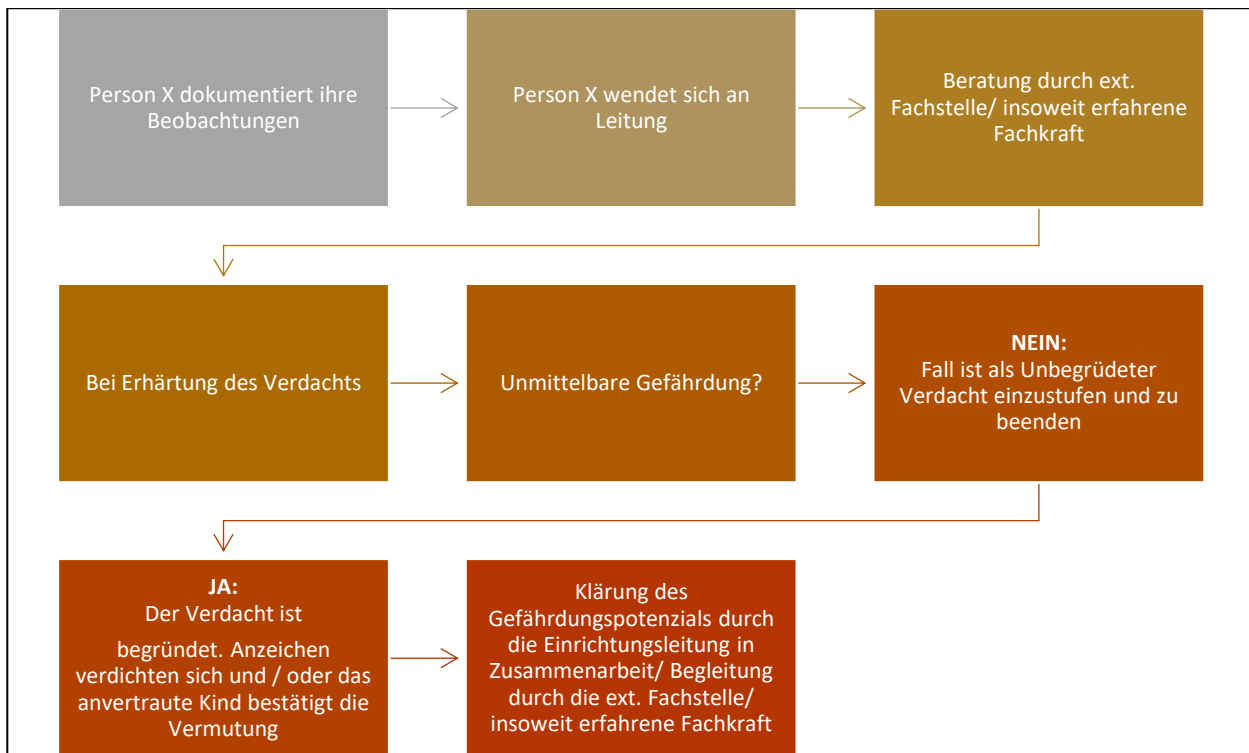 Person X dokumentiert ihre
Beobachtungen
Person X wendet sich an
Leitung
Beratung durch ext.
Fachstelle/ insoweit erfahrene
Fachkraft
Bei Erhärtung des Verdachts
Unmittelbare Gefährdung?
NEIN:
Fall ist als Unbegrüdeter
Verdacht einzustufen und zu
beenden
JA:
Der Verdacht ist
begründet. Anzeichen
verdichten sich und / oder das
anvertraute Kind bestätigt die
Vermutung
Klärung des
Gefährdungspotenzials durch
die Einrichtungsleitung in
Zusammenarbeit/ Begleitung
durch die ext. Fachstelle/
insoweit erfahrene Fachkraft